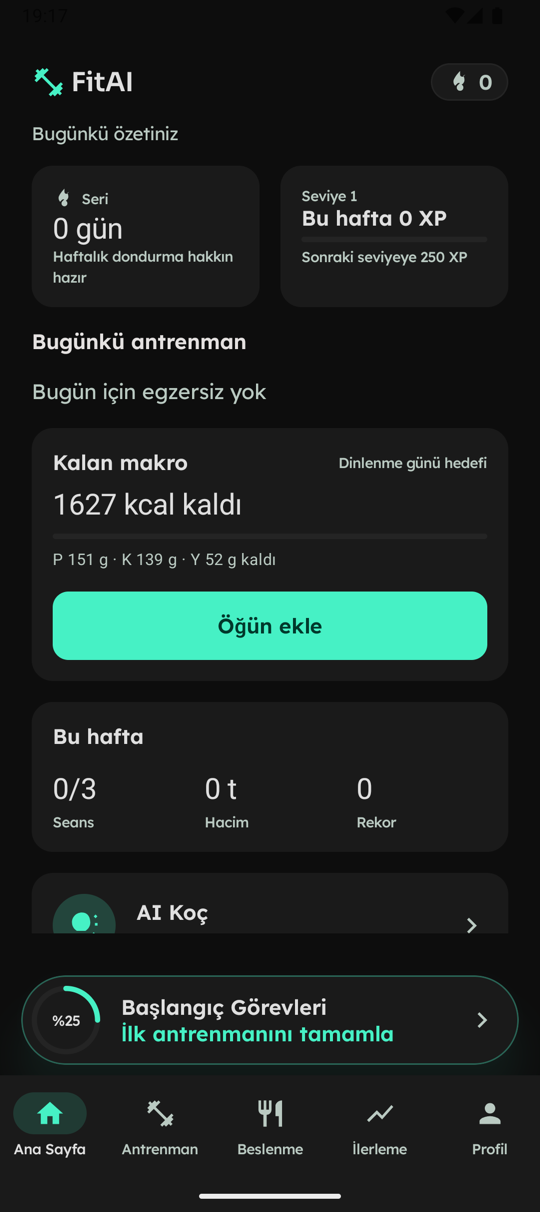 19:17
FitAI
0
Bugünkü özetiniz
Seri
0 gün
Haftalık dondurma hakkın
hazır
Seviye 1
Bu hafta 0 XP
Sonraki seviyeye 250 XP
Bugünkü antrenman
Bugün için egzersiz yok
Kalan makro
Dinlenme günü hedefi
1627 kcal kaldı
P 151 g · K 139 g · Y 52 g kaldı
Öğün ekle
Bu hafta
0/3
0 t
0
Seans
Hacim
Rekor
AI Koç
%25
Başlangıç Görevleri
İlk antrenmanını tamamla
Ana Sayfa
Antrenman
Beslenme
İlerleme
Profil